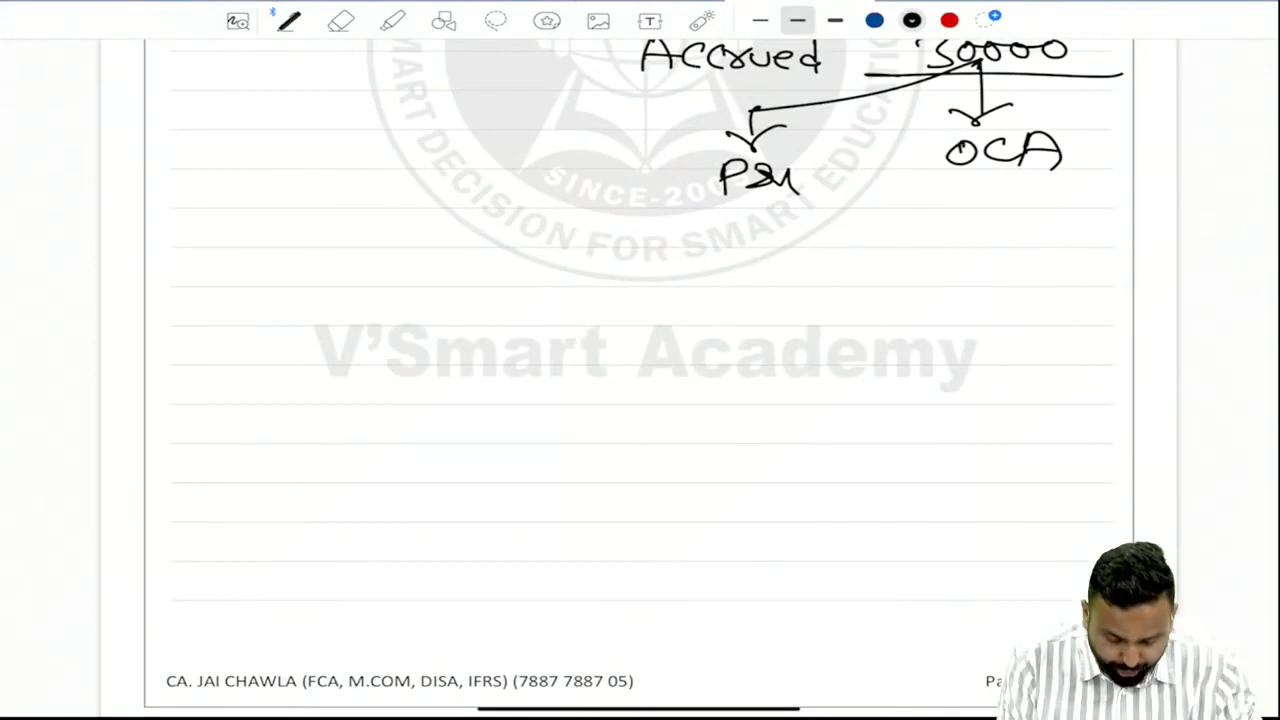 Accrued 50000
P&L
OCA
MART DECISION FOR SMART EDUCATION
SINCE-200
V'Smart Academy
CA. JAI CHAWLA (FCA, M.COM, DISA, IFRS) (7887 7887 05)
Pa